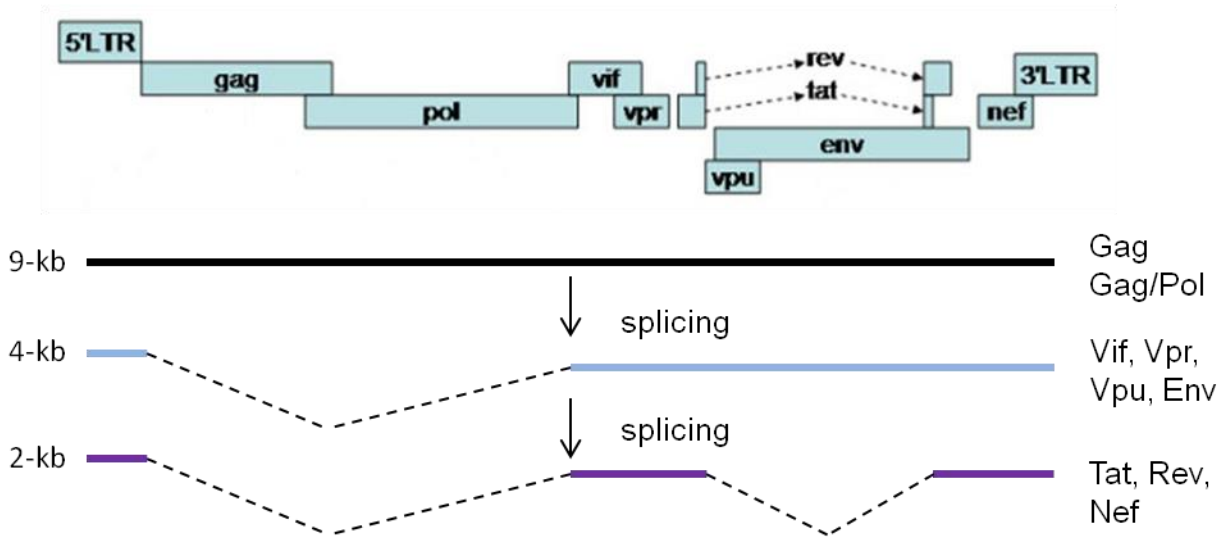 5'LTR
gag
pol
vif
vpr
rev
tat
env
vpu
nef
3'LTR
9-kb
Gag
Gag/Pol
splicing
4-kb
Vif, Vpr,
Vpu, Env
splicing
2-kb
Tat, Rev,
Nef